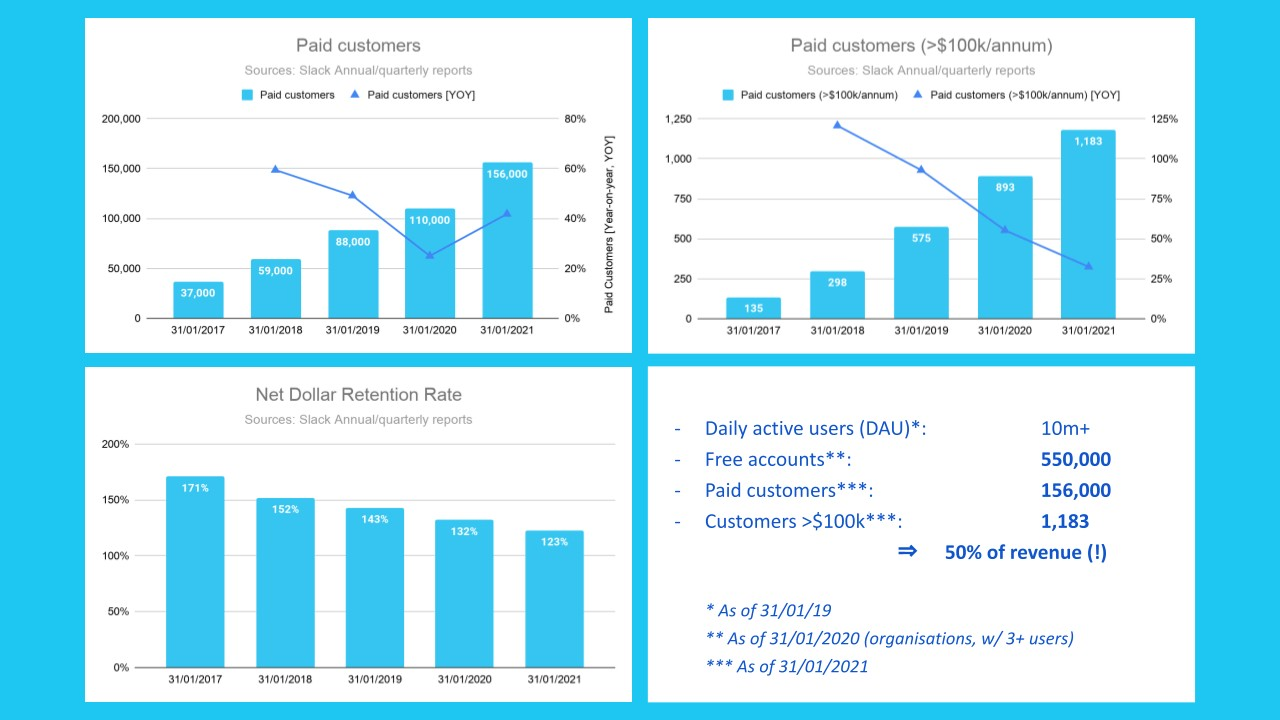 Paid customers
Sources: Slack Annual/quarterly reports
Paid customers Paid customers [YOY]
200,000 80%
150,000 60%
100,000 40%
50,000 20%
0 0%
156,000
110,000
88,000
59,000
37,000
31/01/2017 31/01/2018 31/01/2019 31/01/2020 31/01/2021
Paid Customers [Year-on-year, YOY]
Paid customers (>$100k/annum)
Sources: Slack Annual/quarterly reports
Paid customers (>$100k/annum) Paid customers (>$100k/annum) [YOY]
1,250 125%
1,000 100%
750 75%
500 50%
250 25%
0 0%
1,183
893
575
298
135
31/01/2017 31/01/2018 31/01/2019 31/01/2020 31/01/2021
Net Dollar Retention Rate
Sources: Slack Annual/quarterly reports
200%
150%
100%
50%
0%
171%
152%
143%
132%
123%
31/01/2017 31/01/2018 31/01/2019 31/01/2020 31/01/2021
- Daily active users (DAU)*: 10m+
- Free accounts**: 550,000
- Paid customers***: 156,000
- Customers >$100k***: 1,183
⇒ 50% of revenue (!)
* As of 31/01/19
** As of 31/01/2020 (organisations, w/ 3+ users)
*** As of 31/01/2021